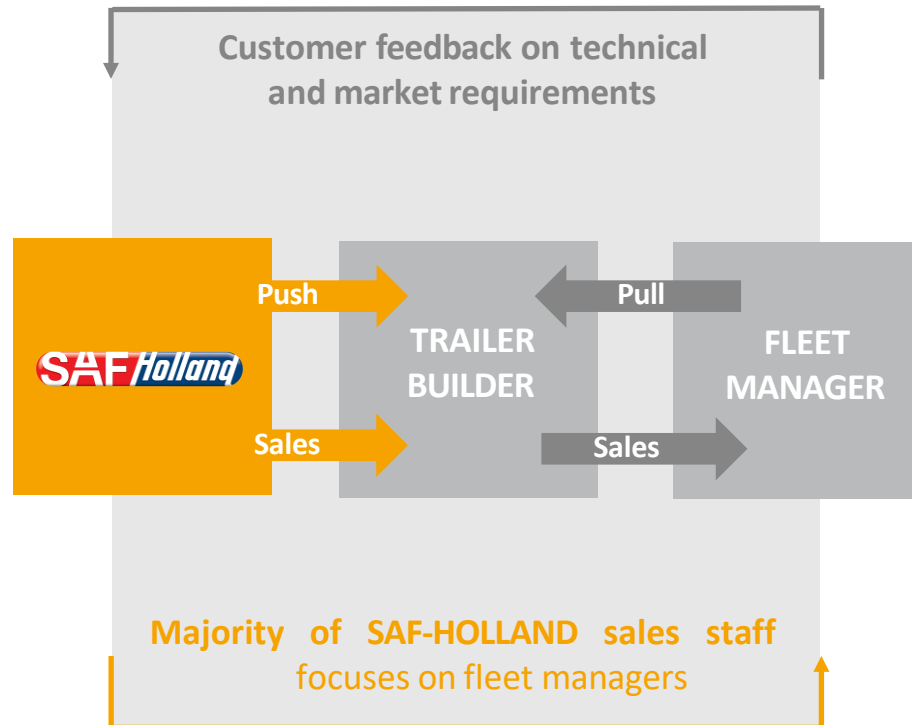 Customer feedback on technical
and market requirements
Push
Pull
SAF Holland
TRAILER
BUILDER
FLEET
MANAGER
Sales
Sales
Majority of SAF-HOLLAND sales staff
focuses on fleet managers